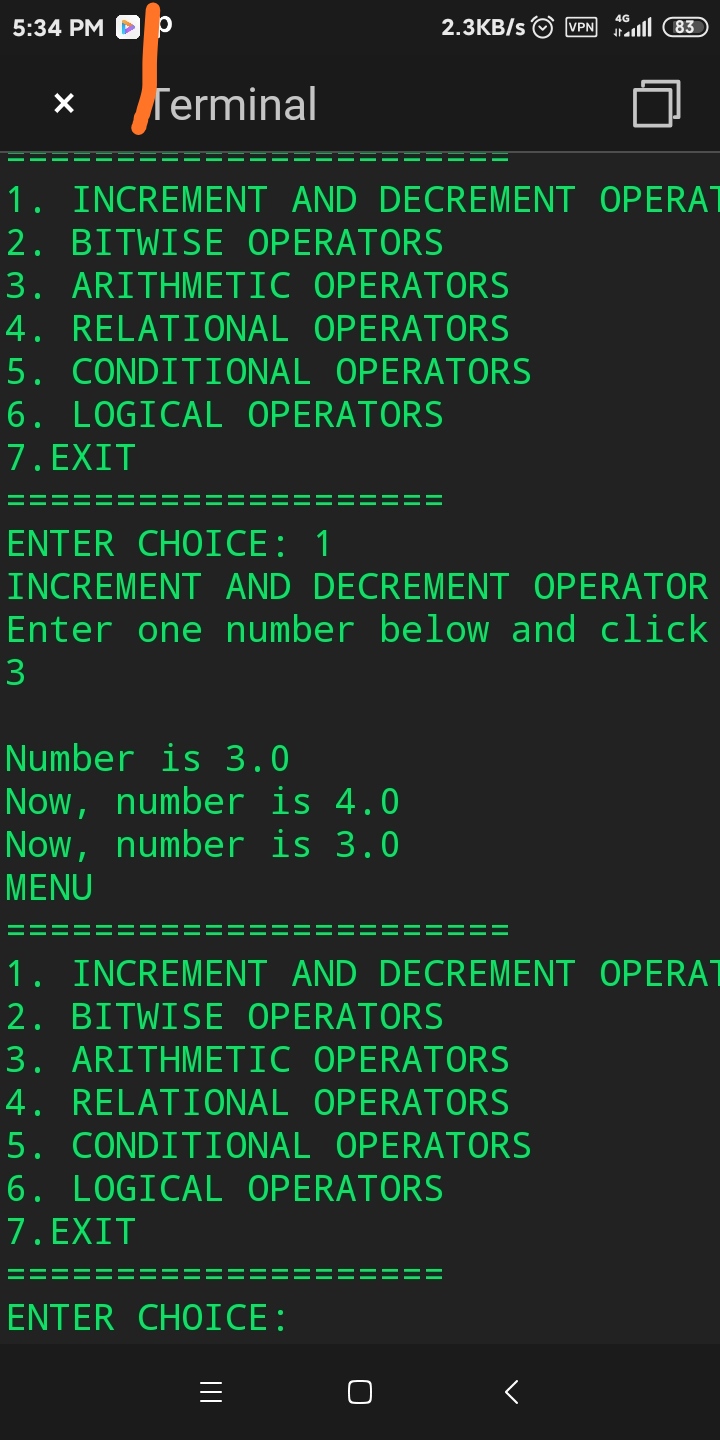 5:34 PM p 2.3KB/s VPN 4G 83
Terminal
=======================
1. INCREMENT AND DECREMENT OPERAT
2. BITWISE OPERATORS
3. ARITHMETIC OPERATORS
4. RELATIONAL OPERATORS
5. CONDITIONAL OPERATORS
6. LOGICAL OPERATORS
7.EXIT
====================
ENTER CHOICE: 1
INCREMENT AND DECREMENT OPERATOR
Enter one number below and click
3
Number is 3.0
Now, number is 4.0
Now, number is 3.0
MENU
=======================
1. INCREMENT AND DECREMENT OPERAT
2. BITWISE OPERATORS
3. ARITHMETIC OPERATORS
4. RELATIONAL OPERATORS
5. CONDITIONAL OPERATORS
6. LOGICAL OPERATORS
7.EXIT
====================
ENTER CHOICE: